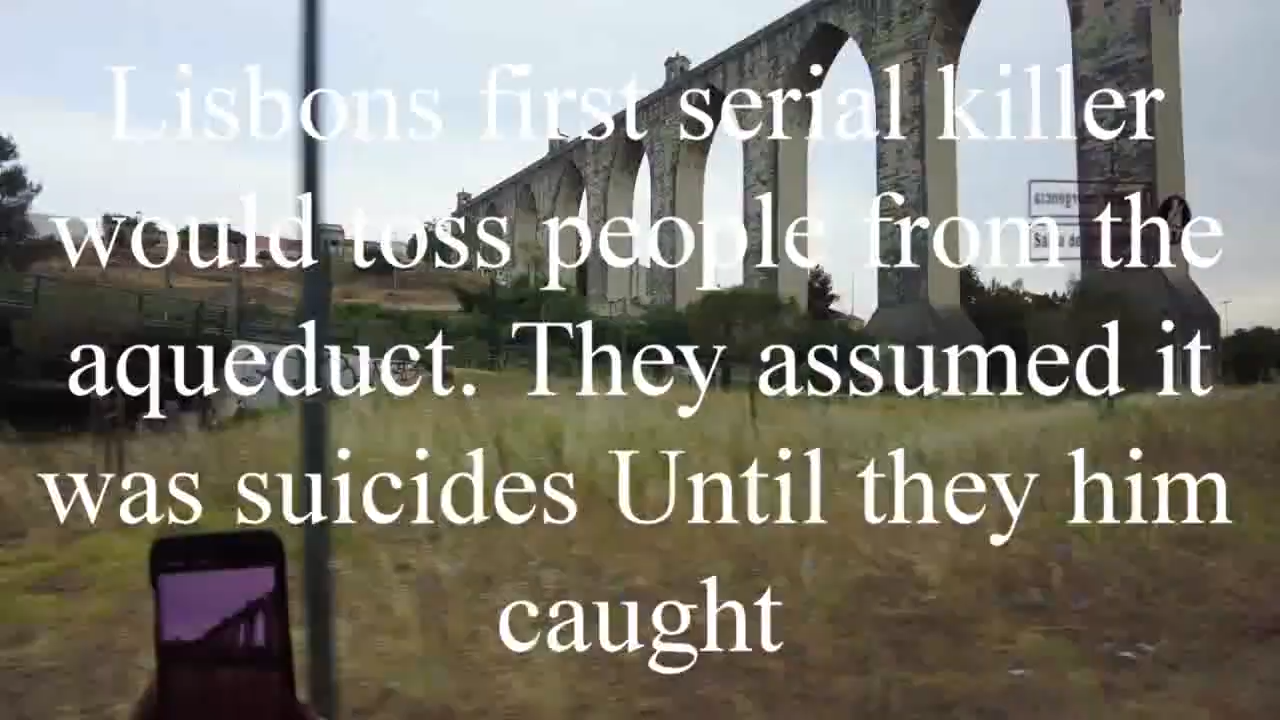 Lisbons first serial killer
would toss people from the
aqueduct. They assumed it
was suicides Until they him
caught